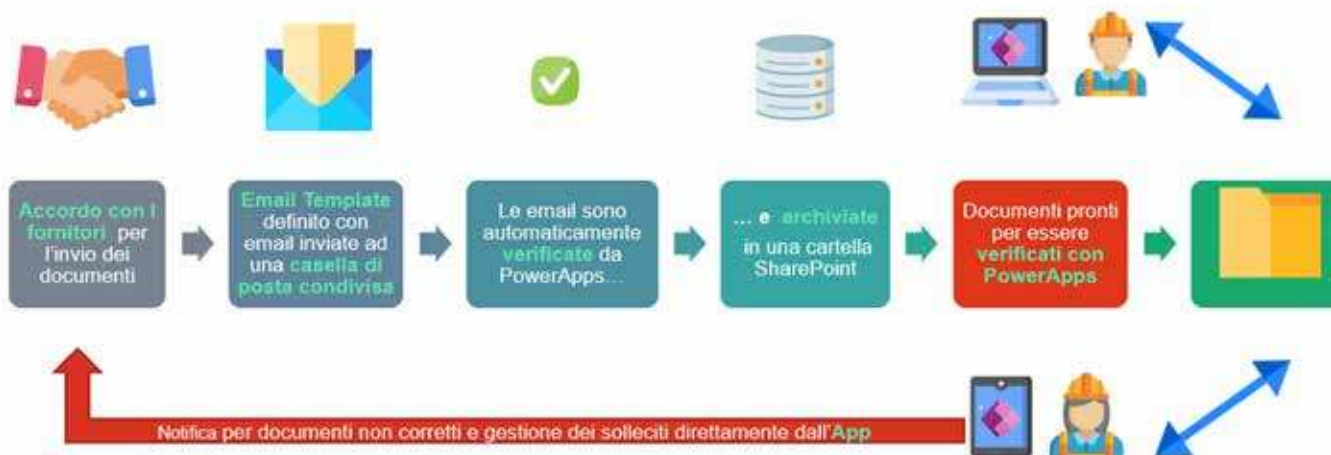 Accordo con I
fornitori per
l'invio dei
documenti
Email Template
definito con
email inviate ad
una casella di
posta condivisa
Le email sono
automaticamente
verificate da
PowerApps...
... e archiviate
in una cartella
SharePoint
Documenti pronti
per essere
verificati con
PowerApps
Notifica per documenti non corretti e gestione dei solleciti direttamente dall'App